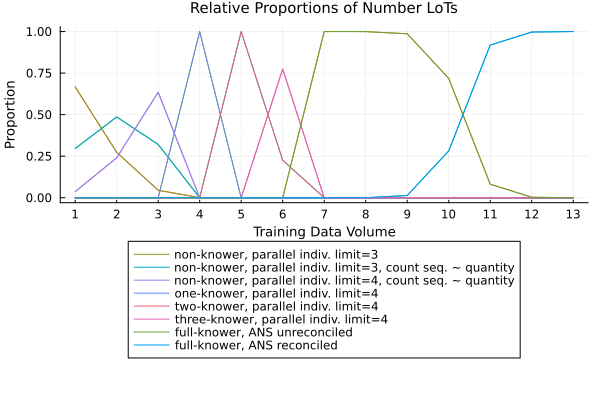 Relative Proportions of Number LoTs
1.00
0.75
0.50
0.25
0.00
Proportion
1 2 3 4 5 6 7 8 9 10 11 12 13
Training Data Volume
non-knower, parallel indiv. limit=3
non-knower, parallel indiv. limit=3, count seq. ~ quantity
non-knower, parallel indiv. limit=4, count seq. ~ quantity
one-knower, parallel indiv. limit=4
two-knower, parallel indiv. limit=4
three-knower, parallel indiv. limit=4
full-knower, ANS unreconciled
full-knower, ANS reconciled